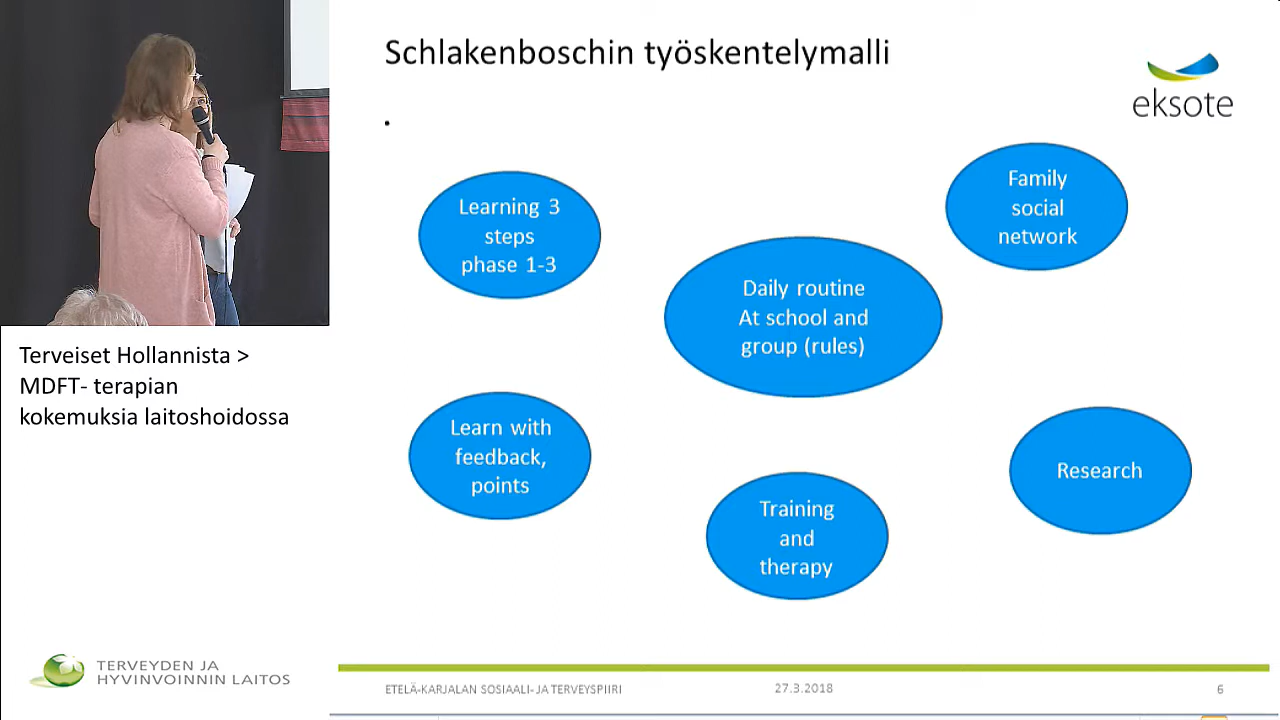 Schlakenboschin työskentelymalli
eksote
Learning 3
steps
phase 1-3
Family
social
network
Daily routine
At school and
group (rules)
Learn with
feedback,
points
Training
and
therapy
Research
Terveiset Hollannista >
MDFT- terapian
kokemuksia laitoshoidossa
TERVEYDEN JA
HYVINVOINNIN LAITOS
ETELÄ-KARJALAN SOSIAALI- JA TERVEYSPIIRI
27.3.2018
6